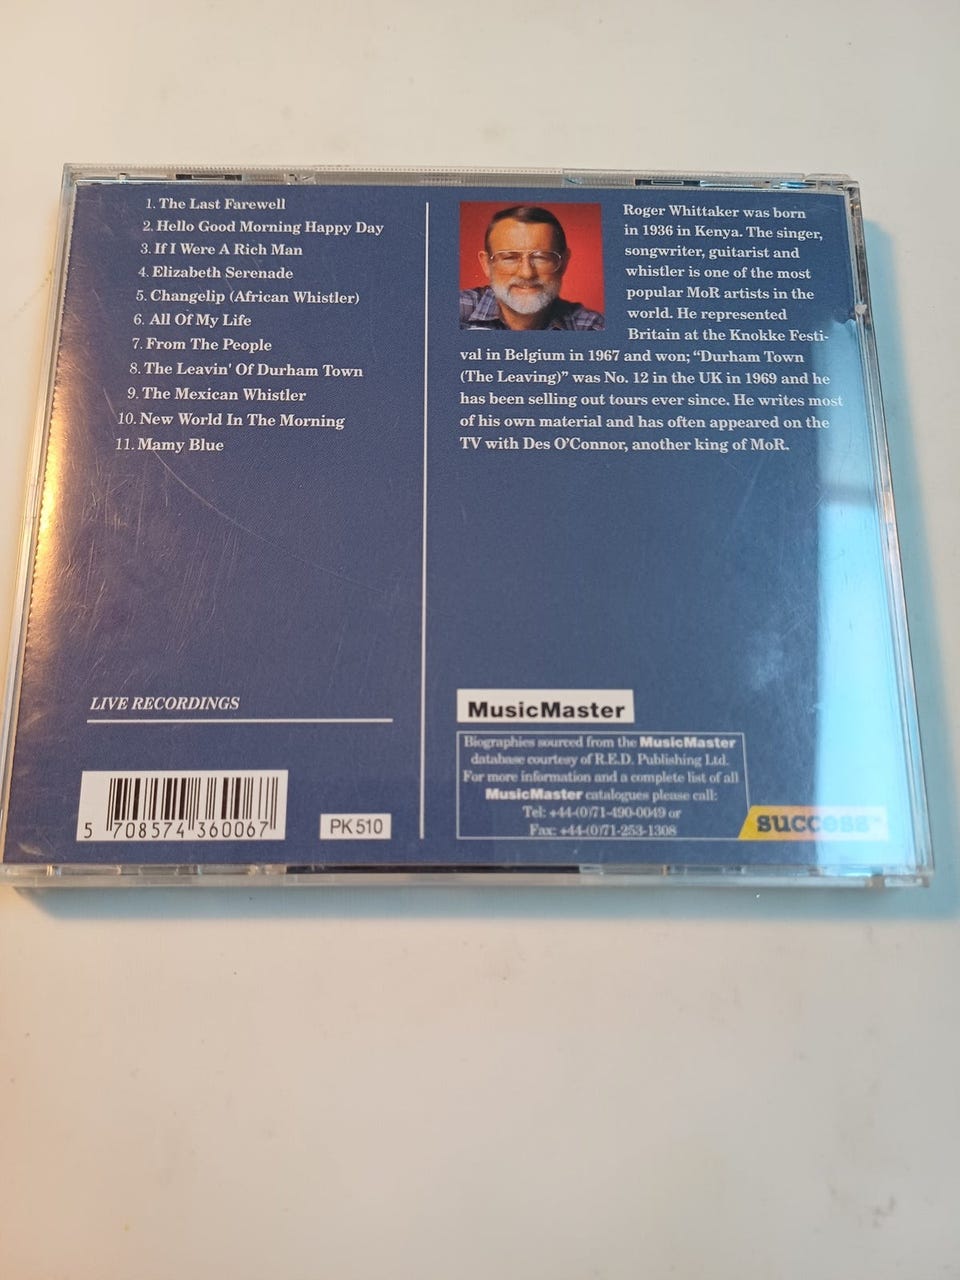 1. The Last Farewell
2. Hello Good Morning Happy Day
3. If I Were A Rich Man
4. Elizabeth Serenade
5. Changelip (African Whistler)
6. All Of My Life
7. From The People
8. The Leavin' Of Durham Town
9. The Mexican Whistler
10. New World In The Morning
11. Mamy Blue
LIVE RECORDINGS
5 708574 360067
PK 510
Roger Whittaker was born
in 1936 in Kenya. The singer,
songwriter, guitarist and
whistler is one of the most
popular MoR artists in the
world. He represented
Britain at the Knokke Festi-
val in Belgium in 1967 and won; “Durham Town
(The Leaving)” was No. 12 in the UK in 1969 and he
has been selling out tours ever since. He writes most
of his own material and has often appeared on the
TV with Des O'Connor, another king of MoR.
MusicMaster
Biographies sourced from the MusicMaster
database courtesy of R.E.D. Publishing Ltd.
For more information and a complete list of all
MusicMaster catalogues please call:
Tel: +44-(0)71-490-0049 or
Fax: +44-(0)71-253-1308
success™